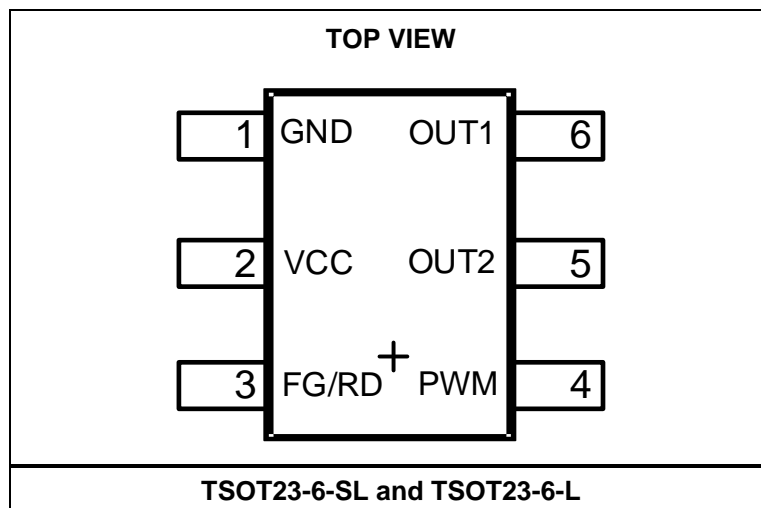 TOP VIEW
1 GND OUT1 6
2 VCC OUT2 5
3 FG/RD PWM 4
TSOT23-6-SL and TSOT23-6-L